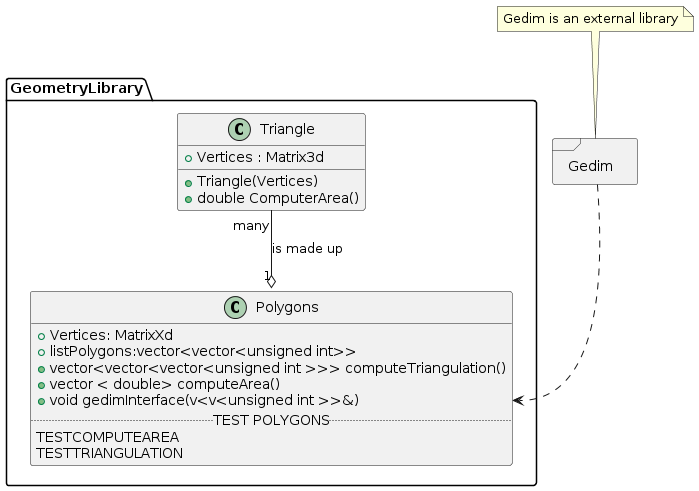 Gedim is an external library
GeometryLibrary
C Triangle
Vertices : Matrix3d
Triangle(Vertices)
double ComputerArea()
Gedim
many
is made up
1
C Polygons
Vertices: MatrixXd
listPolygons:vector<vector<unsigned int>>
vector<vector<vector<unsigned int >>> computeTriangulation()
vector < double> computeArea()
void gedimInterface(v<v<unsigned int >>&)
TEST POLYGONS
TESTCOMPUTEAREA
TESTTRIANGULATION